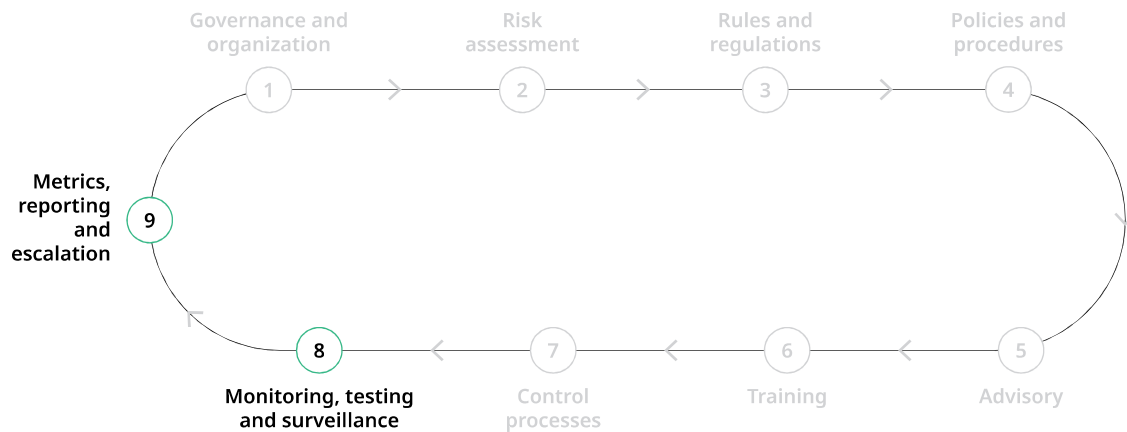 Governance and
organization
Risk
assessment
Rules and
regulations
Policies and
procedures
1
2
3
4
Metrics,
reporting
and
escalation
9
8
7
6
5
Monitoring, testing
and surveillance
Control
processes
Training
Advisory